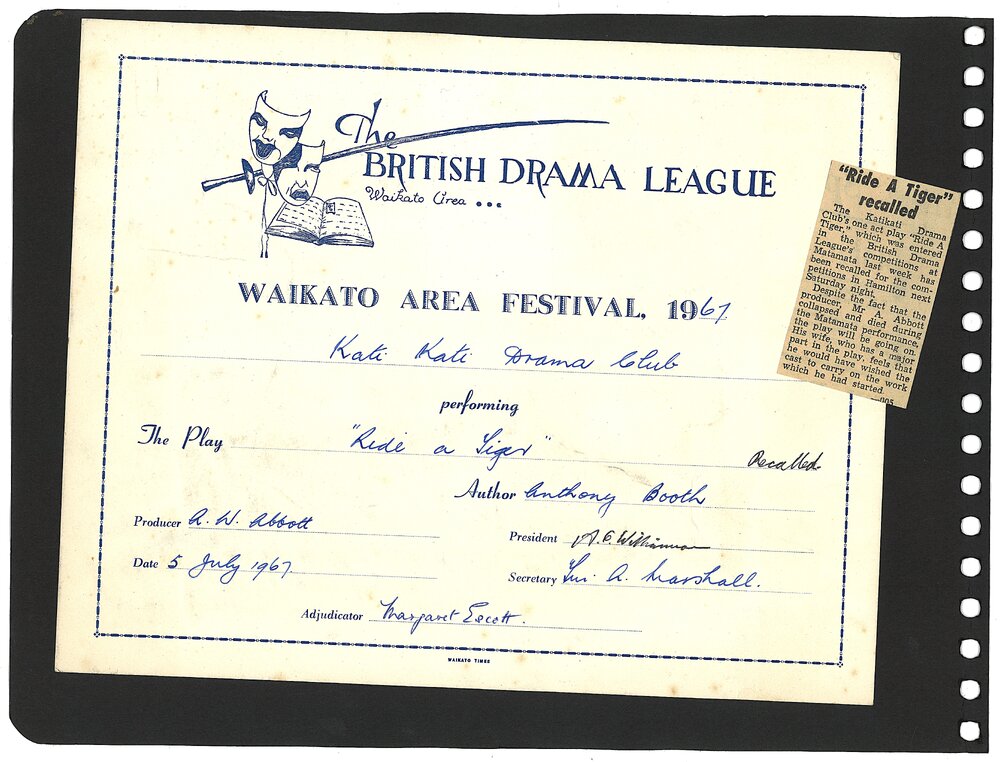 The
BRITISH DRAMA LEAGUE
Waikato Area ...
WAIKATO AREA FESTIVAL, 1967
Kati Kati Drama Club
performing
The Play "Ride a Tiger"
Recalled
Author Anthony Booth
Producer A. W. Abbott
President Williamson
Date 5 July 1967
Secretary A. Marshall.
Adjudicator Margaret Escott.
WAIKATO TIMES
"Ride A Tiger"
recalled
The Katikati Drama
Club's one act play "Ride A
Tiger," which was entered
in the British Drama
League's competitions at
Matamata last week has
been recalled for the com-
petitions in Hamilton next
Saturday night.
Despite the fact that the
producer, Mr A. Abbott
collapsed and died during
the Matamata performance,
the play will be going on.
His wife, who has a major
part in the play, feels that
he would have wished the
cast to carry on the work
which he had started.